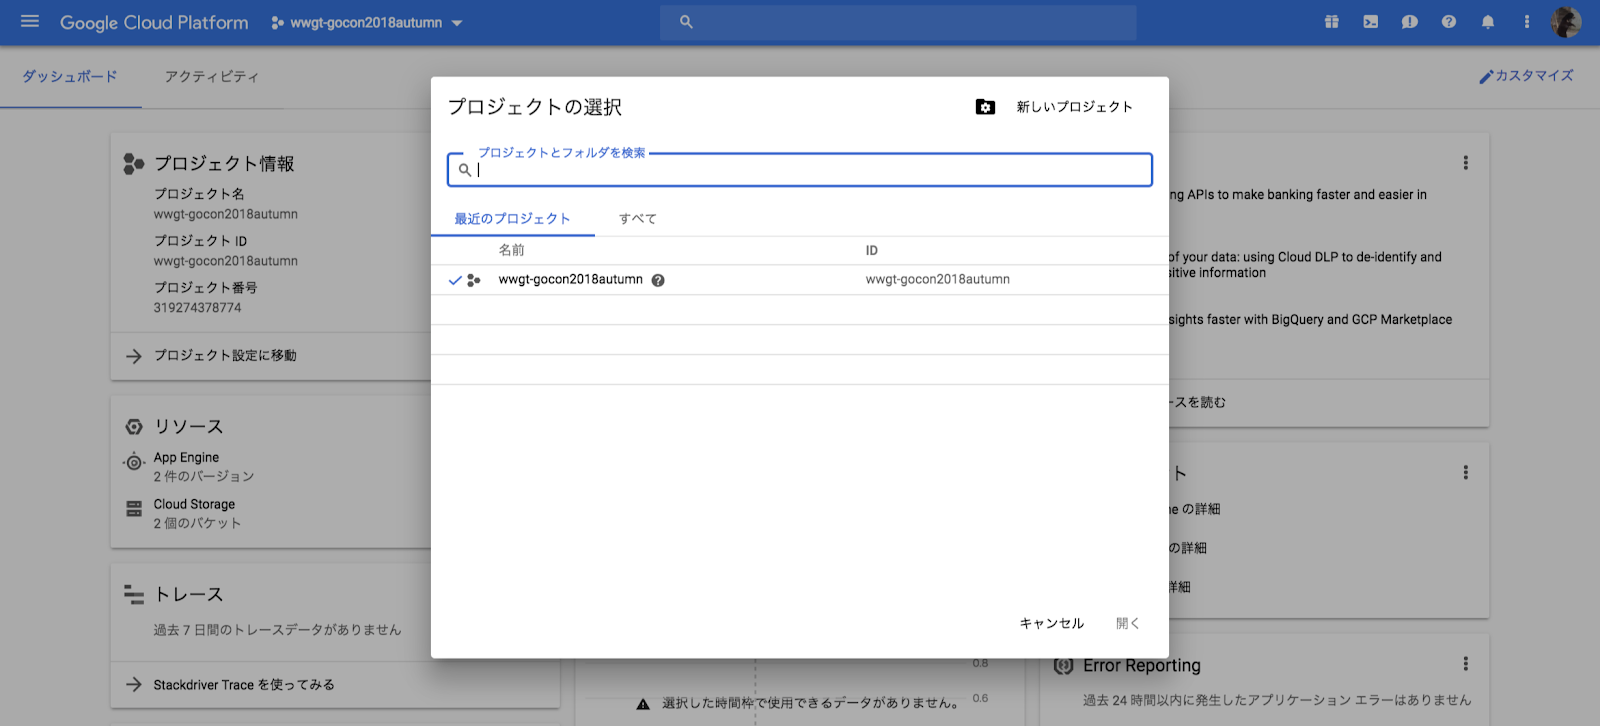 Google Cloud Platform
wwgt-gocon2018autumn
ダッシュボード
アクティビティ
カスタマイズ
プロジェクトの選択
新しいプロジェクト
プロジェクトとフォルダを検索
最近のプロジェクト
すべて
名前
ID
wwgt-gocon2018autumn
wwgt-gocon2018autumn
キャンセル
開く
プロジェクト情報
プロジェクト名
wwgt-gocon2018autumn
プロジェクト ID
wwgt-gocon2018autumn
プロジェクト番号
319274378774
プロジェクト設定に移動
リソース
App Engine
2 件のバージョン
Cloud Storage
2 個のバケット
トレース
過去 7 日間のトレースデータがありません
Stackdriver Trace を使ってみる
0.8
0.6
選択した時間枠で使用できるデータがありません。
ng APIs to make banking faster and easier in
of your data: using Cloud DLP to de-identify and
sitive information
sights faster with BigQuery and GCP Marketplace
ースを読む
ト
ne の詳細
の詳細
詳細
Error Reporting
過去 24 時間以内に発生したアプリケーション エラーはありません